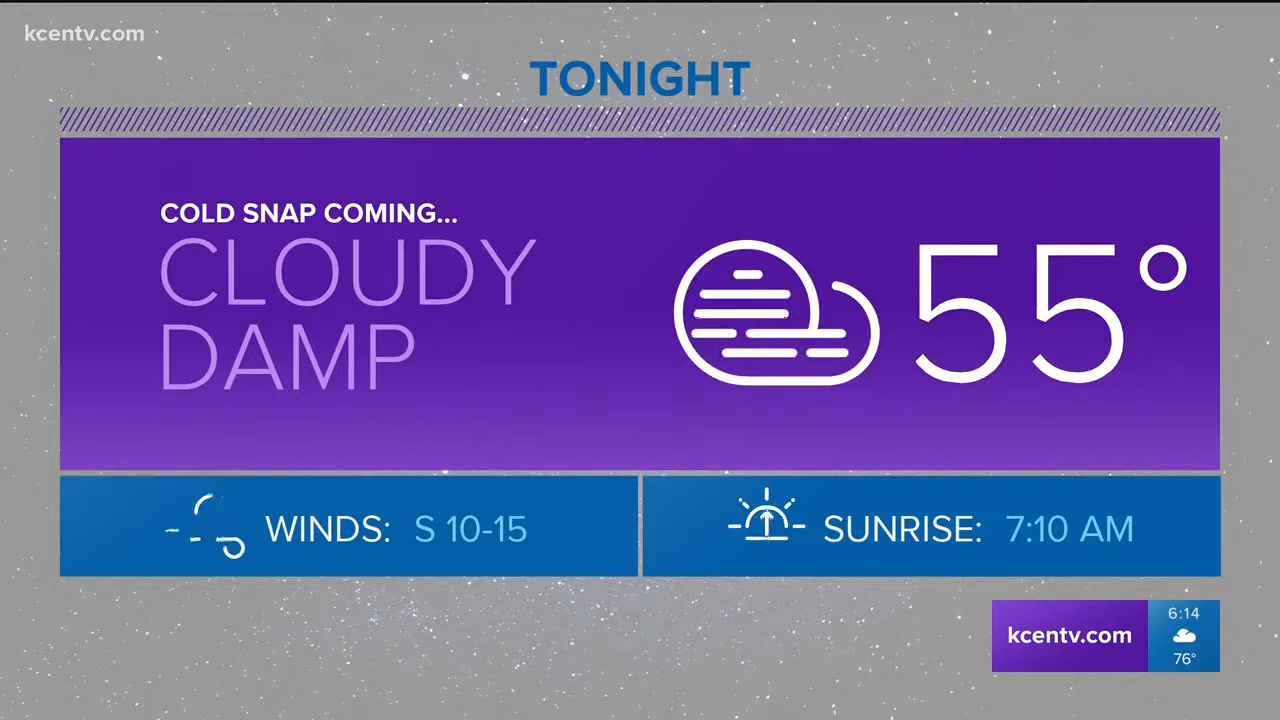 kcentv.com
TONIGHT
COLD SNAP COMING...
CLOUDY
DAMP
55°
WINDS: S 10-15
SUNRISE: 7:10 AM
kcentv.com
6:14
76°